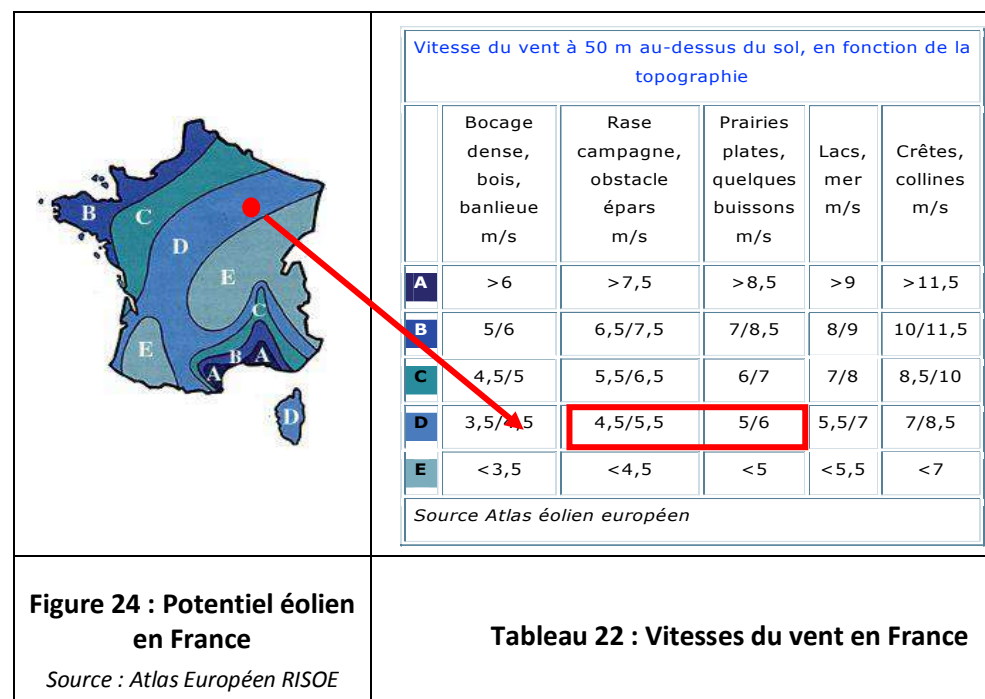 B
C
D
E
C
E
B
A
A
D
Vitesse du vent à 50 m au-dessus du sol, en fonction de la
topographie
Bocage dense, bois, banlieue m/s
Rase campagne, obstacle épars m/s
Prairies plates, quelques buissons m/s
Lacs, mer m/s
Crêtes, collines m/s
A >6 >7,5 >8,5 >9 >11,5
B 5/6 6,5/7,5 7/8,5 8/9 10/11,5
C 4,5/5 5,5/6,5 6/7 7/8 8,5/10
D 3,5/4,5 4,5/5,5 5/6 5,5/7 7/8,5
E <3,5 <4,5 <5 <5,5 <7
Source Atlas éolien européen
Figure 24 : Potentiel éolien
en France
Source : Atlas Européen RISOE
Tableau 22 : Vitesses du vent en France